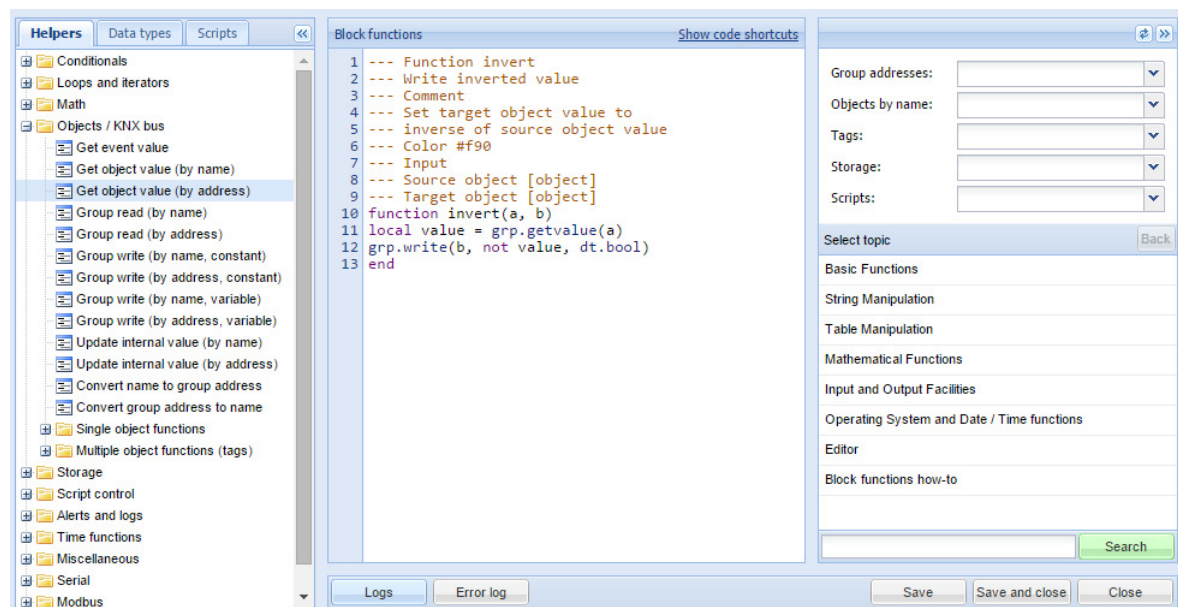 Helpers
Data types
Scripts
Conditionals
Loops and iterators
Math
Objects / KNX bus
Get event value
Get object value (by name)
Get object value (by address)
Group read (by name)
Group read (by address)
Group write (by name, constant)
Group write (by address, constant)
Group write (by name, variable)
Group write (by address, variable)
Update internal value (by name)
Update internal value (by address)
Convert name to group address
Convert group address to name
Single object functions
Multiple object functions (tags)
Storage
Script control
Alerts and logs
Time functions
Miscellaneous
Serial
Modbus
Block functions
Show code shortcuts
1 --- Function invert
2 --- Write inverted value
3 --- Comment
4 --- Set target object value to
5 --- inverse of source object value
6 --- Color #f90
7 --- Input
8 --- Source object [object]
9 --- Target object [object]
10 function invert(a, b)
11 local value = grp.getvalue(a)
12 grp.write(b, not value, dt.bool)
13 end
Logs
Error log
Group addresses:
Objects by name:
Tags:
Storage:
Scripts:
Select topic
Back
Basic Functions
String Manipulation
Table Manipulation
Mathematical Functions
Input and Output Facilities
Operating System and Date / Time functions
Editor
Block functions how-to
Search
Save
Save and close
Close